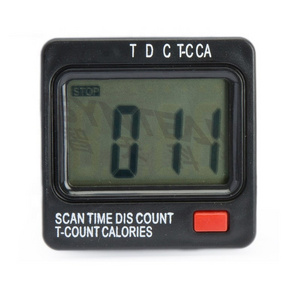 T D C T-C CA
STOP
011
SCAN TIME DIS COUNT
T-COUNT CALORIES